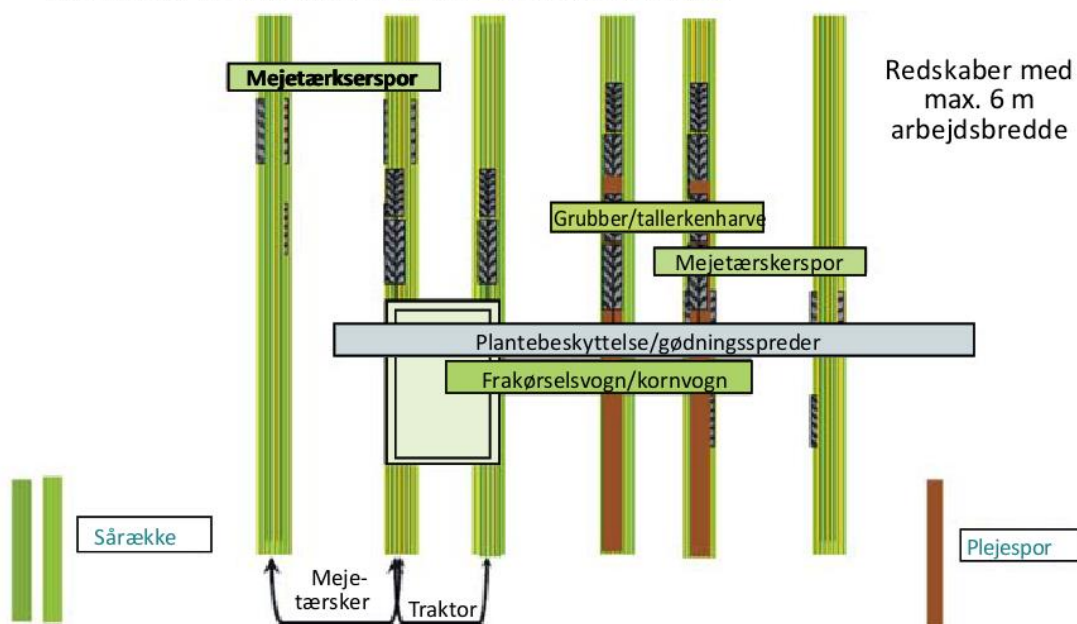 Mejetærkserspor
Redskaber med
max. 6 m
arbejdsbredde
Grubber/tallerkenharve
Mejetærskerspor
Plantebeskyttelse/gødningsspreder
Frakørselsvogn/kornvogn
Sårække
Plejespor
Meje-
tærsker
Traktor